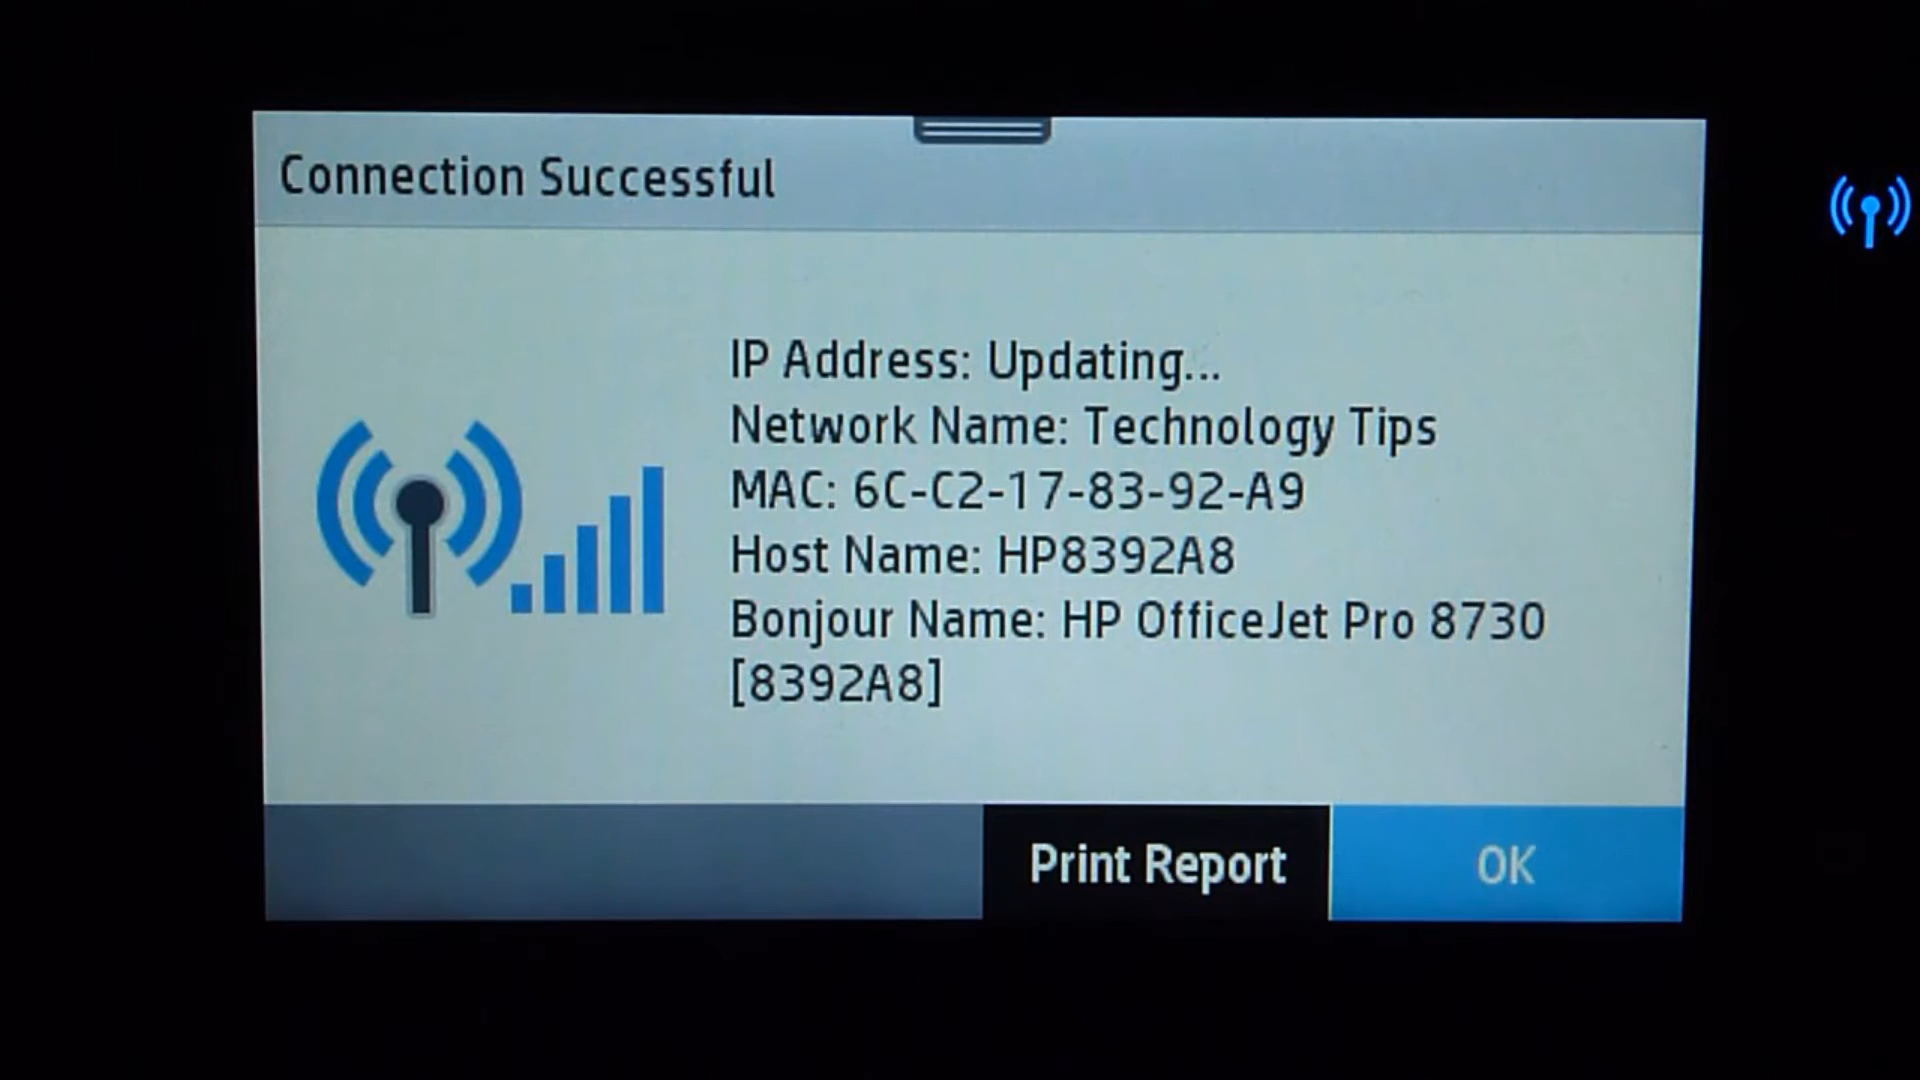 Connection Successful
IP Address: Updating...
Network Name: Technology Tips
MAC: 6C-C2-17-83-92-A9
Host Name: HP8392A8
Bonjour Name: HP OfficeJet Pro 8730
[8392A8]
Print Report
OK